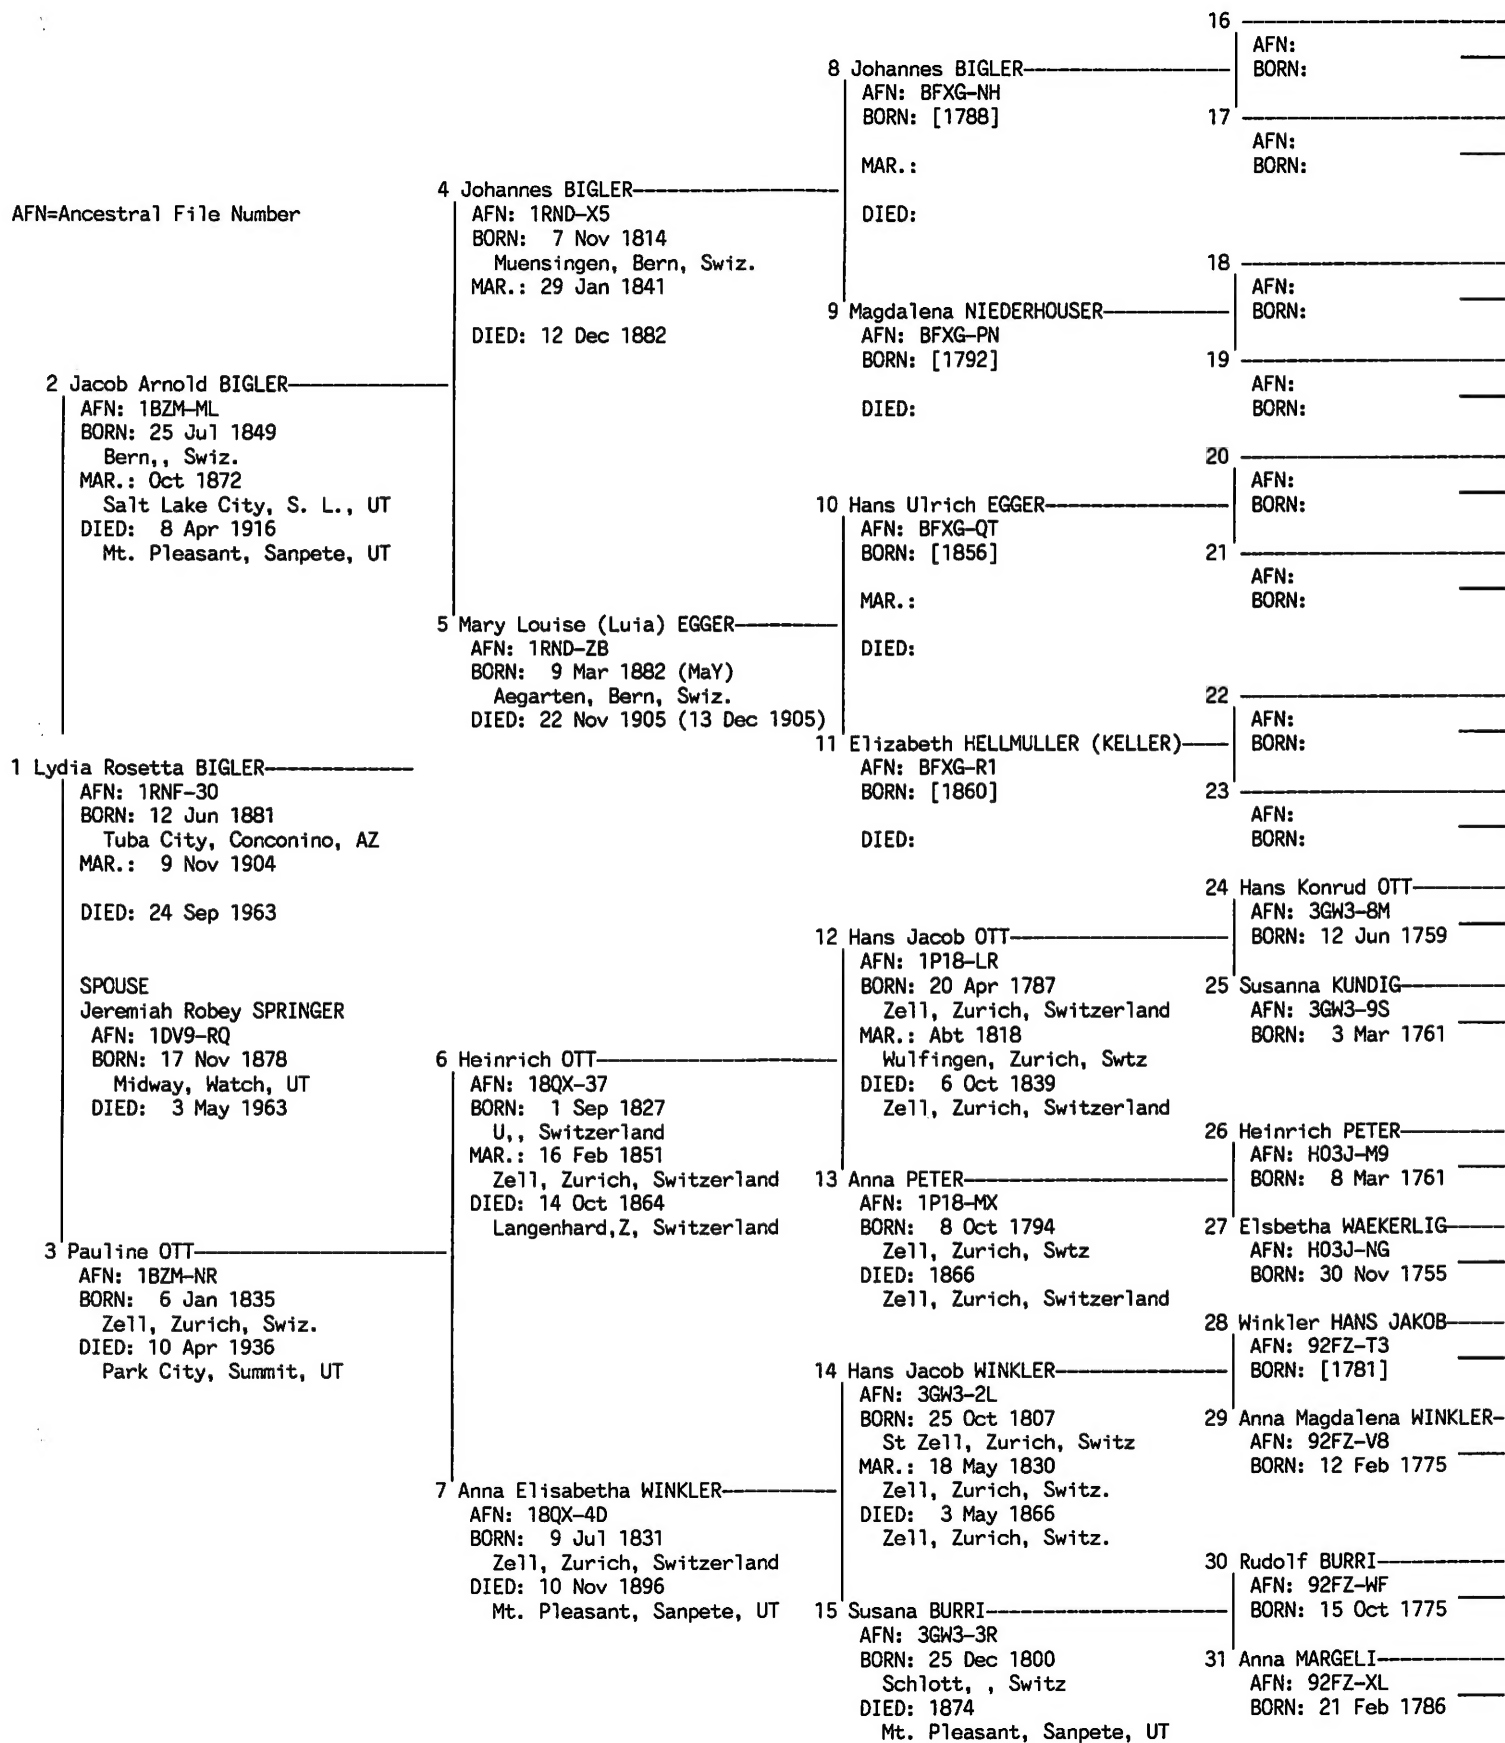 AFN=Ancestral File Number
1 Lydia Rosetta BIGLER
AFN: 1RNF-30
BORN: 12 Jun 1881
Tuba City, Conconino, AZ
MAR.: 9 Nov 1904
DIED: 24 Sep 1963
SPOUSE
Jeremiah Robey SPRINGER
AFN: 1DV9-RQ
BORN: 17 Nov 1878
Midway, Watch, UT
DIED: 3 May 1963
2 Jacob Arnold BIGLER
AFN: 1BZM-ML
BORN: 25 Jul 1849
Bern,, Swiz.
MAR.: Oct 1872
Salt Lake City, S. L., UT
DIED: 8 Apr 1916
Mt. Pleasant, Sanpete, UT
3 Pauline OTT
AFN: 1BZM-NR
BORN: 6 Jan 1835
Zell, Zurich, Swiz.
DIED: 10 Apr 1936
Park City, Summit, UT
4 Johannes BIGLER
AFN: 1RND-X5
BORN: 7 Nov 1814
Muensingen, Bern, Swiz.
MAR.: 29 Jan 1841
DIED: 12 Dec 1882
5 Mary Louise (Luia) EGGER
AFN: 1RND-ZB
BORN: 9 Mar 1882 (MaY)
Aegarten, Bern, Swiz.
DIED: 22 Nov 1905 (13 Dec 1905)
6 Heinrich OTT
AFN: 18QX-37
BORN: 1 Sep 1827
U,, Switzerland
MAR.: 16 Feb 1851
Zell, Zurich, Switzerland
DIED: 14 Oct 1864
Langenhard,Z, Switzerland
7 Anna Elisabetha WINKLER
AFN: 18QX-4D
BORN: 9 Jul 1831
Zell, Zurich, Switzerland
DIED: 10 Nov 1896
Mt. Pleasant, Sanpete, UT
8 Johannes BIGLER
AFN: BFXG-NH
BORN: [1788]
MAR.:
DIED:
9 Magdalena NIEDERHOUSER
AFN: BFXG-PN
BORN: [1792]
DIED:
10 Hans Ulrich EGGER
AFN: BFXG-QT
BORN: [1856]
MAR.:
DIED:
11 Elizabeth HELLMULLER (KELLER)
AFN: BFXG-R1
BORN: [1860]
DIED:
12 Hans Jacob OTT
AFN: 1P18-LR
BORN: 20 Apr 1787
Zell, Zurich, Switzerland
MAR.: Abt 1818
Wulfingen, Zurich, Swtz
DIED: 6 Oct 1839
Zell, Zurich, Switzerland
13 Anna PETER
AFN: 1P18-MX
BORN: 8 Oct 1794
Zell, Zurich, Swtz
DIED: 1866
Zell, Zurich, Switzerland
14 Hans Jacob WINKLER
AFN: 3GW3-2L
BORN: 25 Oct 1807
St Zell, Zurich, Switz
MAR.: 18 May 1830
Zell, Zurich, Switz.
DIED: 3 May 1866
Zell, Zurich, Switz.
15 Susana BURRI
AFN: 3GW3-3R
BORN: 25 Dec 1800
Schlott, , Switz
DIED: 1874
Mt. Pleasant, Sanpete, UT
16
AFN:
BORN:
17
AFN:
BORN:
18
AFN:
BORN:
19
AFN:
BORN:
20
AFN:
BORN:
21
AFN:
BORN:
22
AFN:
BORN:
23
AFN:
BORN:
24 Hans Konrud OTT
AFN: 3GW3-8M
BORN: 12 Jun 1759
25 Susanna KUNDIG
AFN: 3GW3-9S
BORN: 3 Mar 1761
26 Heinrich PETER
AFN: H03J-M9
BORN: 8 Mar 1761
27 Elsbetha WAEKERLIG
AFN: H03J-NG
BORN: 30 Nov 1755
28 Winkler HANS JAKOB
AFN: 92FZ-T3
BORN: [1781]
29 Anna Magdalena WINKLER
AFN: 92FZ-V8
BORN: 12 Feb 1775
30 Rudolf BURRI
AFN: 92FZ-WF
BORN: 15 Oct 1775
31 Anna MARGELI
AFN: 92FZ-XL
BORN: 21 Feb 1786